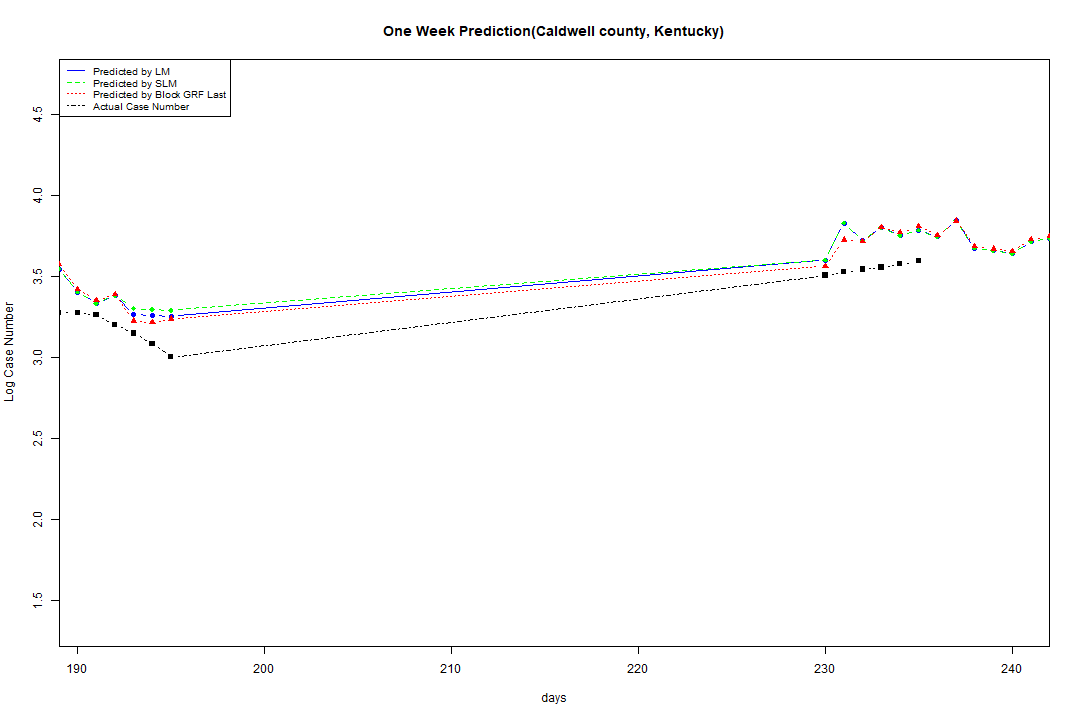 One Week Prediction(Caldwell county, Kentucky)
Predicted by LM
Predicted by SLM
Predicted by Block GRF Last
Actual Case Number
4.5
4.0
3.5
3.0
2.5
2.0
1.5
Log Case Number
190 200 210 220 230 240
days